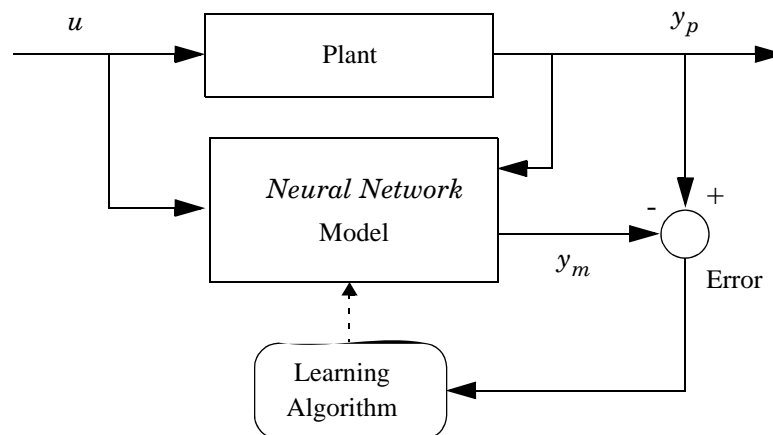 u
y_p
Plant
Neural Network
Model
- +
y_m
Error
Learning
Algorithm